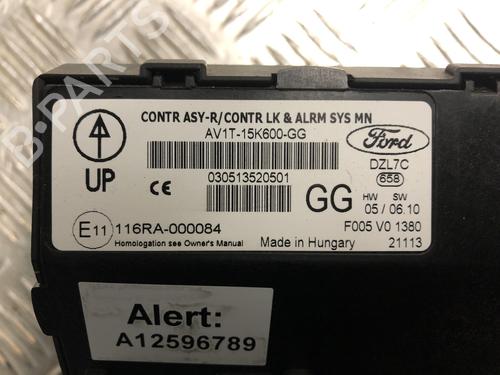 CONTR ASY-R/CONTR LK & ALRM SYS MN
AV1T-15K600-GG
Ford
UP
030513520501
GG
DZL7C
658
HW SW
05 / 06.10
E11 116RA-000084
F005 V0 1380
Homologation see Owner's Manual
Made in Hungary
21113
Alert:
A12596789
B-PARTS